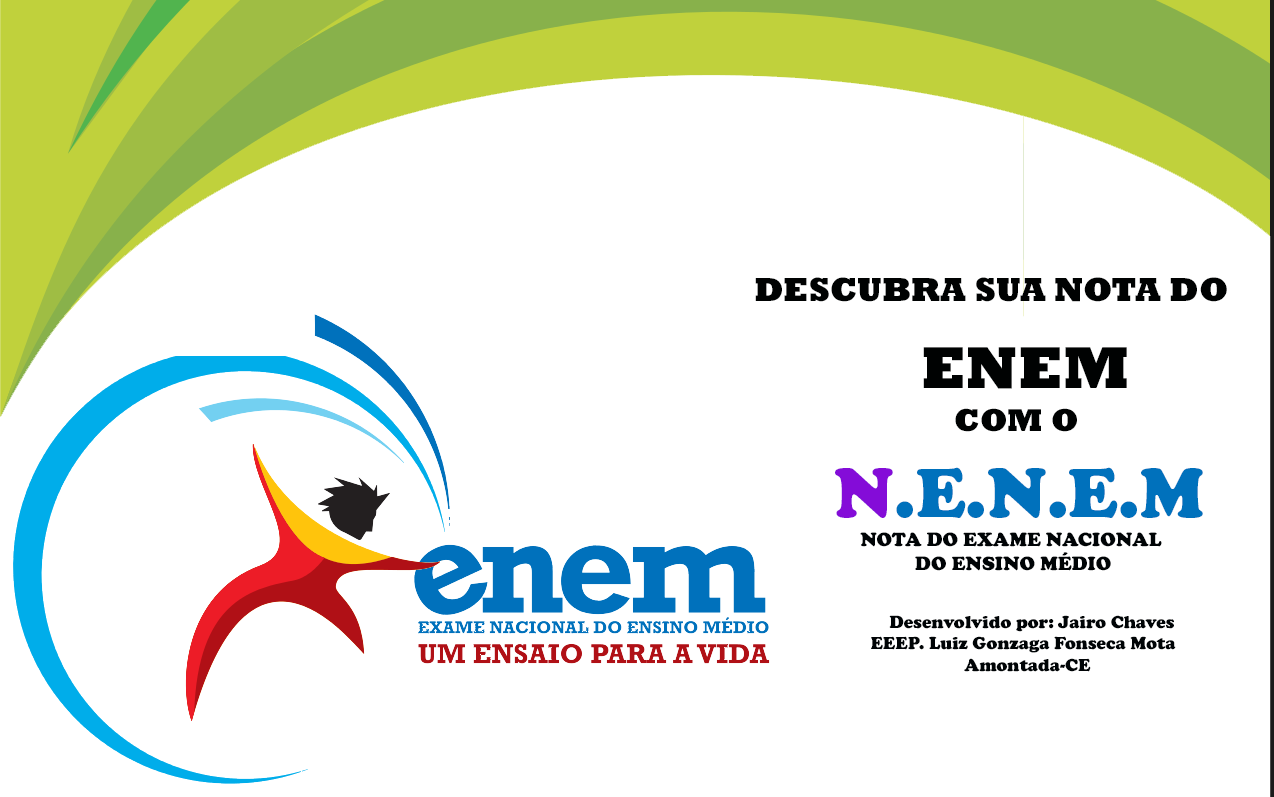 DESCUBRA SUA NOTA DO
ENEM
COM O
N.E.N.E.M
NOTA DO EXAME NACIONAL
DO ENSINO MÉDIO
enem
EXAME NACIONAL DO ENSINO MÉDIO
UM ENSAIO PARA A VIDA
Desenvolvido por: Jairo Chaves
EEEP. Luiz Gonzaga Fonseca Mota
Amontada-CE